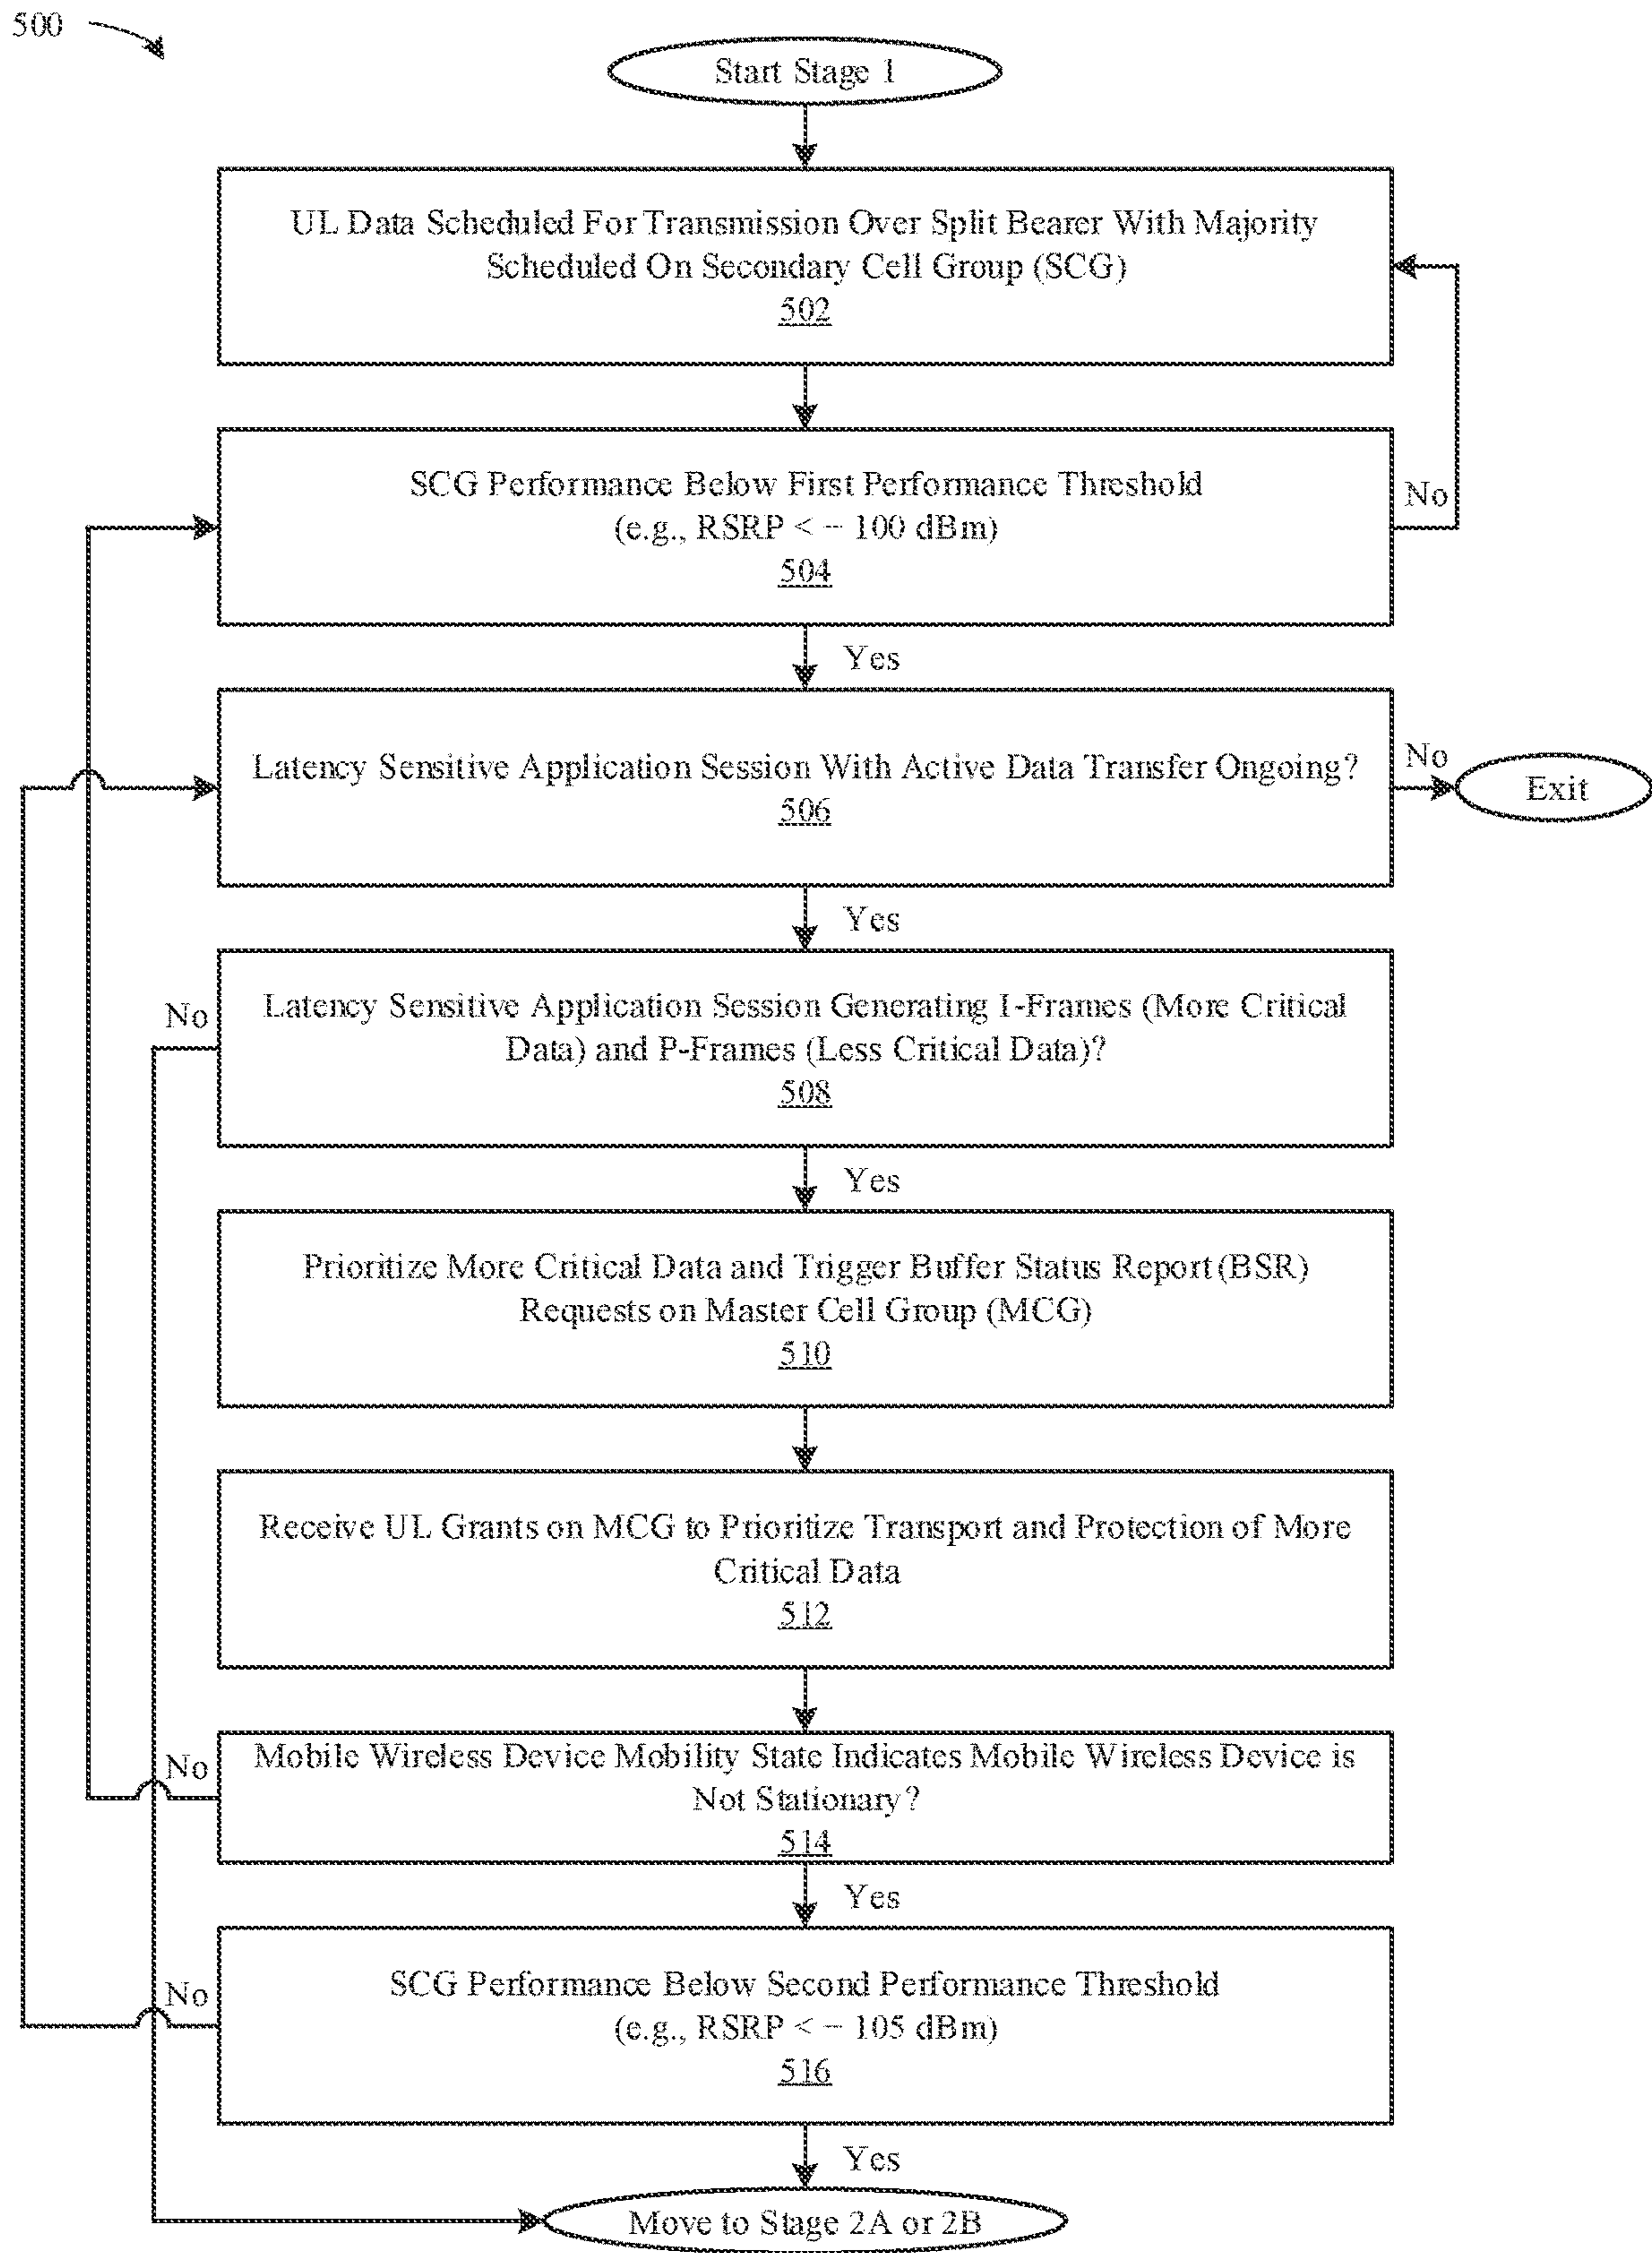 500
Start Stage 1
UL Data Scheduled For Transmission Over Split Bearer With Majority
Scheduled On Secondary Cell Group (SCG)
502
SCG Performance Below First Performance Threshold
(e.g., RSRP < − 100 dBm)
504
No
Yes
Latency Sensitive Application Session With Active Data Transfer Ongoing?
506
No
Exit
Yes
Latency Sensitive Application Session Generating I-Frames (More Critical
Data) and P-Frames (Less Critical Data)?
508
No
Yes
Prioritize More Critical Data and Trigger Buffer Status Report (BSR)
Requests on Master Cell Group (MCG)
510
Receive UL Grants on MCG to Prioritize Transport and Protection of More
Critical Data
512
Mobile Wireless Device Mobility State Indicates Mobile Wireless Device is
Not Stationary?
514
No
Yes
SCG Performance Below Second Performance Threshold
(e.g., RSRP < − 105 dBm)
516
No
Yes
Move to Stage 2A or 2B